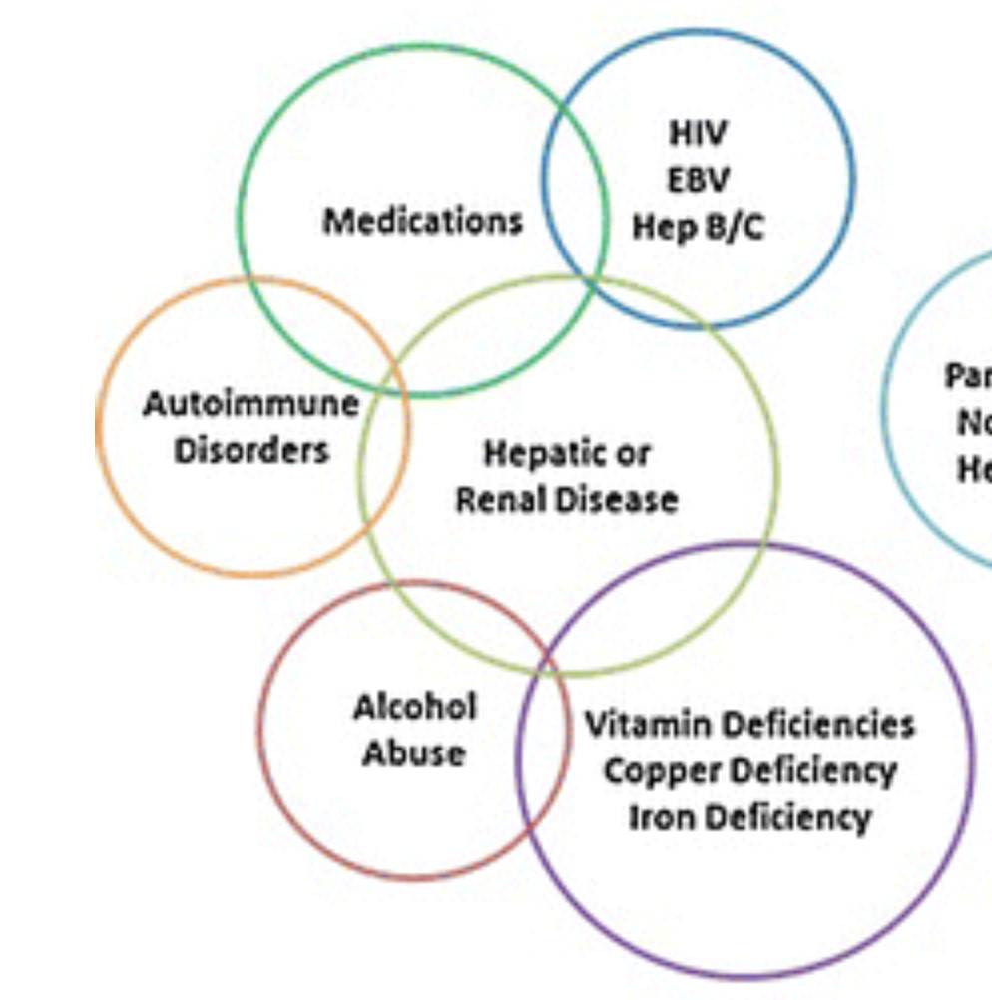 HIV
EBV
Hep B/C
Medications
Autoimmune
Disorders
Hepatic or
Renal Disease
Alcohol
Abuse
Vitamin Deficiencies
Copper Deficiency
Iron Deficiency